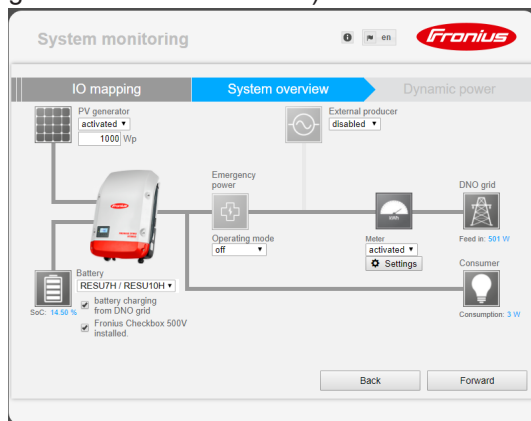 System monitoring
en
Fronius
IO mapping
System overview
Dynamic power
PV generator
activated
1000 Wp
External producer
disabled
Emergency
power
Operating mode
off
Meter
activated
Settings
kWh
DNO grid
Feed in: 501 W
Consumer
Consumption: 3 W
Battery
RESU7H / RESU10H
SoC: 14.50 %
battery charging
from DNO grid
Fronius Checkbox 500V
installed.
Back
Forward